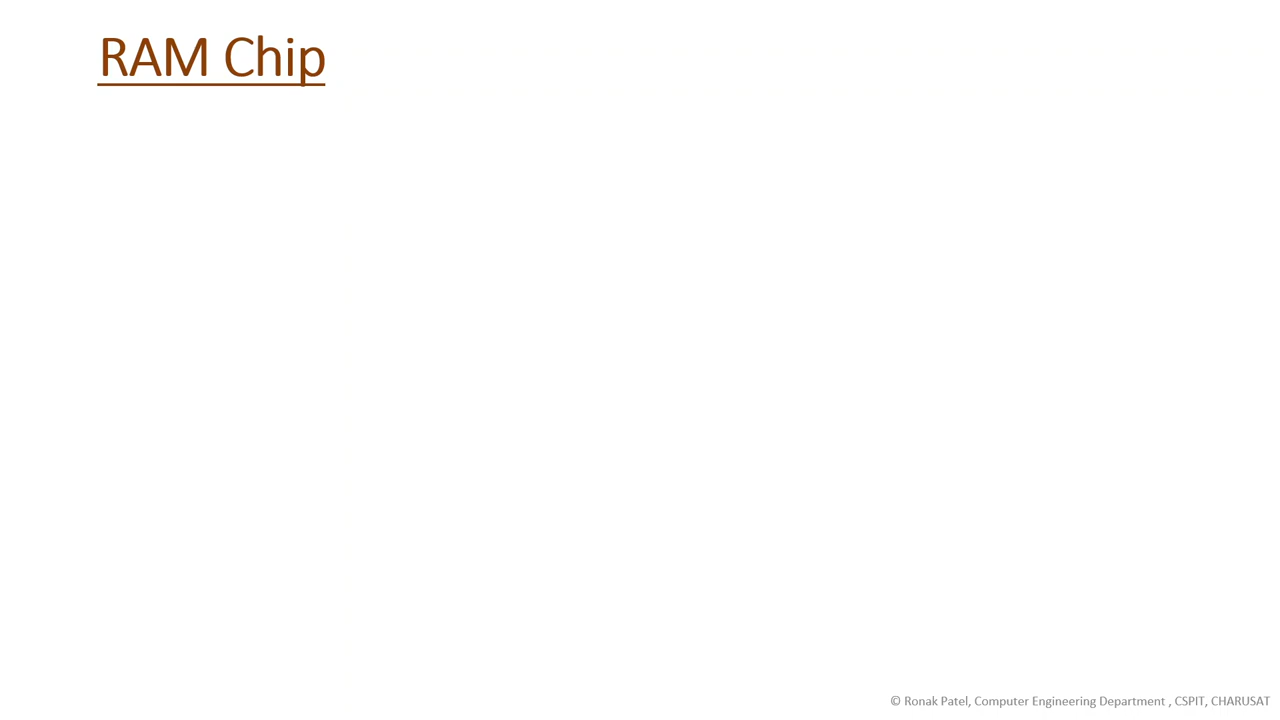 RAM Chip
© Ronak Patel, Computer Engineering Department , CSPIT, CHARUSAT